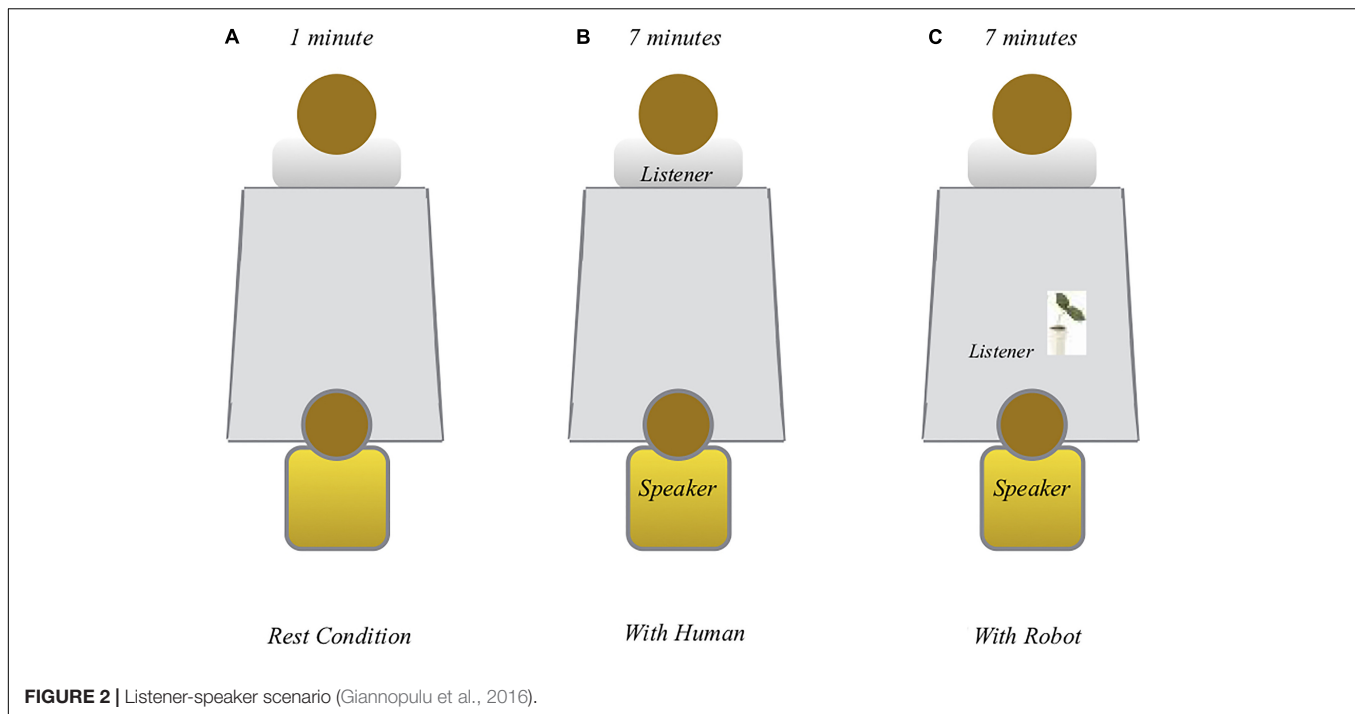 A 1 minute
B 7 minutes
C 7 minutes
Listener
Listener
Speaker
Speaker
Rest Condition
With Human
With Robot
FIGURE 2 | Listener-speaker scenario (Giannopulu et al., 2016).